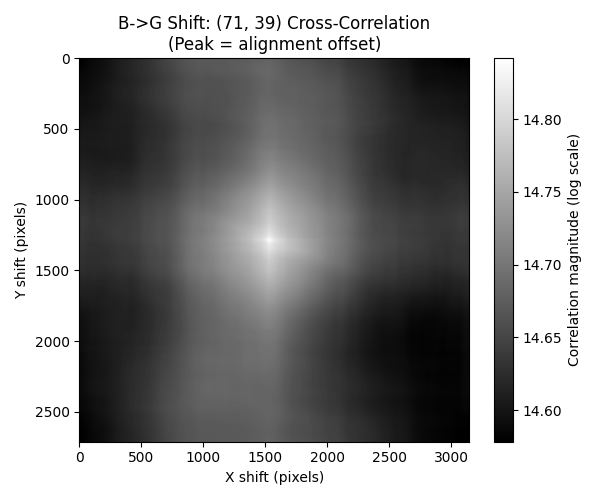 B->G Shift: (71, 39) Cross-Correlation
(Peak = alignment offset)
0
500
1000
1500
2000
2500
Y shift (pixels)
0 500 1000 1500 2000 2500 3000
X shift (pixels)
14.80
14.75
14.70
14.65
14.60
Correlation magnitude (log scale)